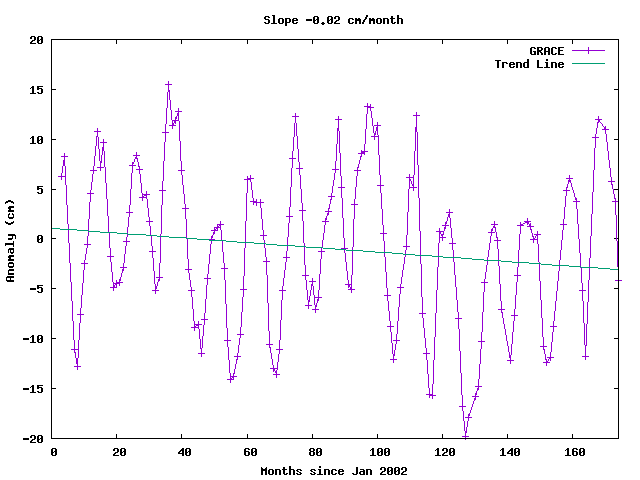 Slope -0.02 cm/month
GRACE
Trend Line
Anomaly (cm)
20
15
10
5
0
-5
-10
-15
-20
0 20 40 60 80 100 120 140 160
Months since Jan 2002